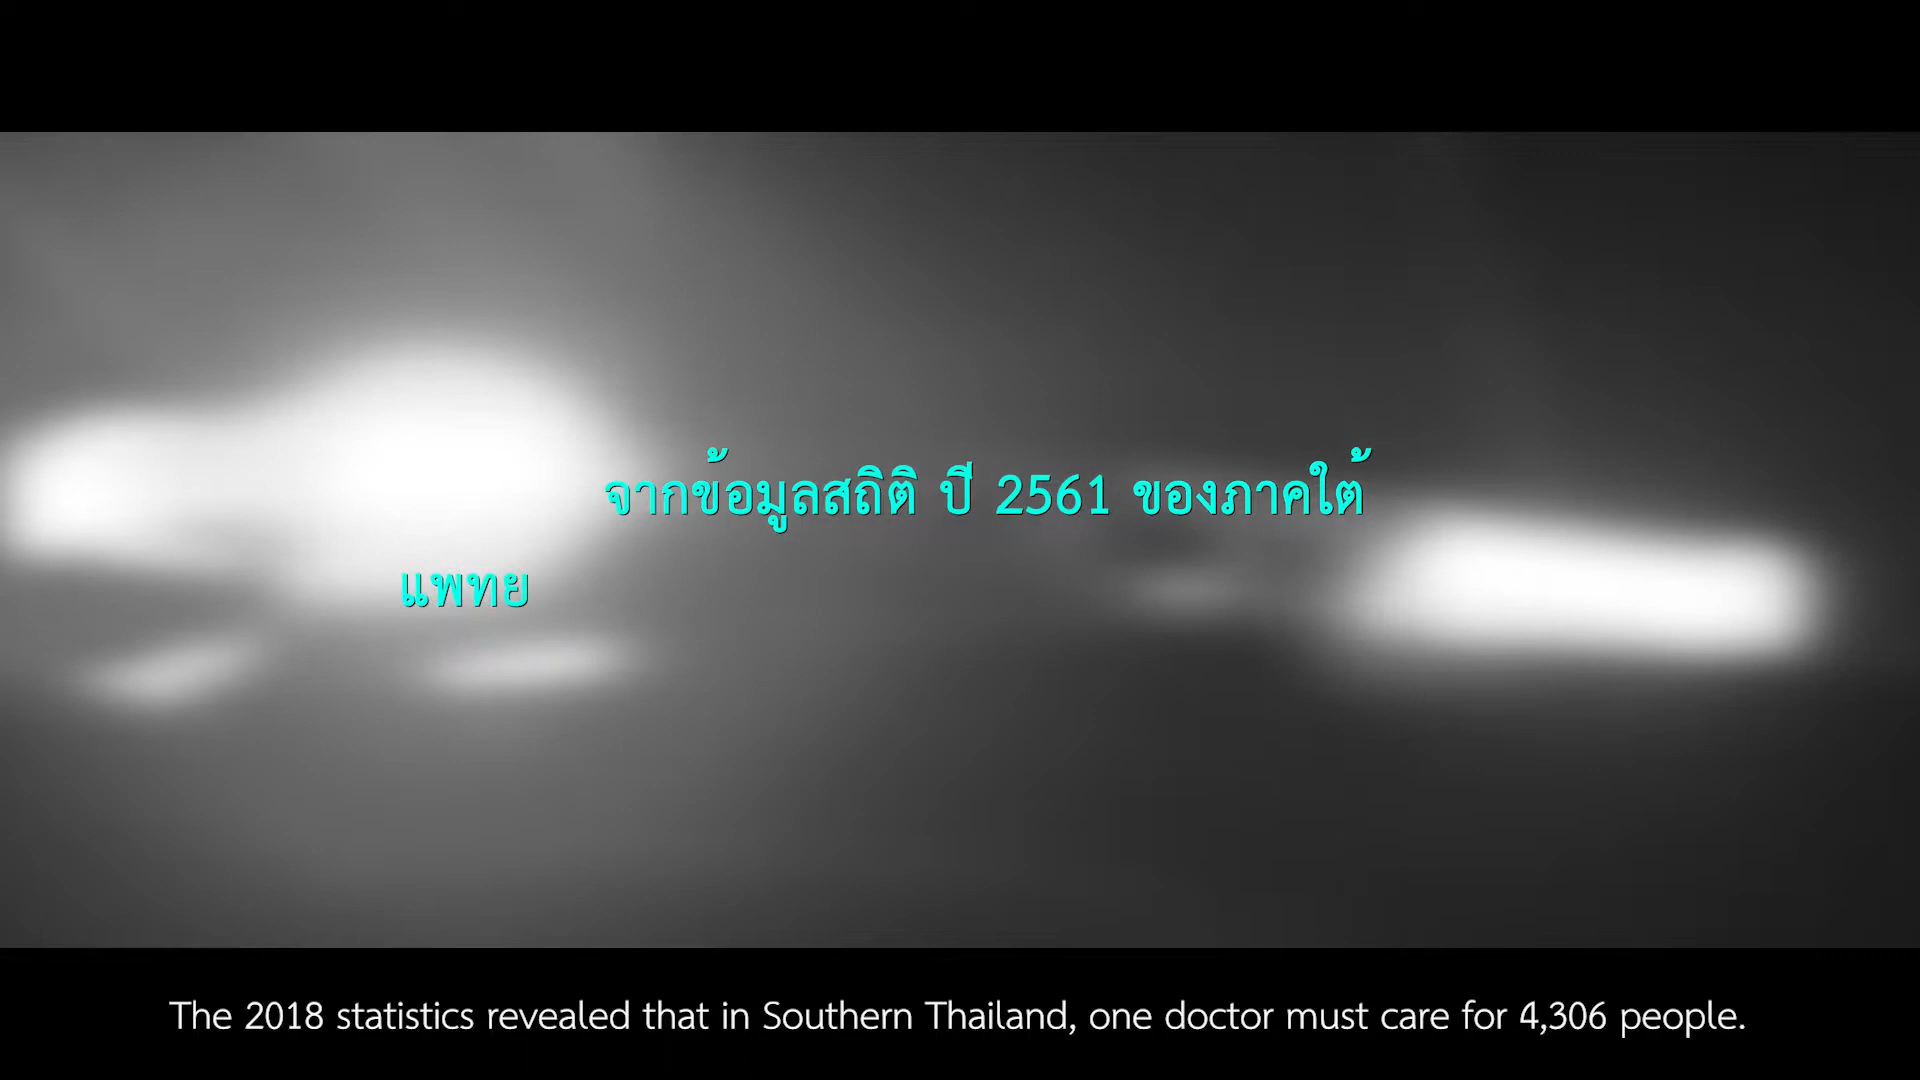 จากข้อมูลสถิติ ปี 2561 ของภาคใต้
แพทย
The 2018 statistics revealed that in Southern Thailand, one doctor must care for 4,306 people.